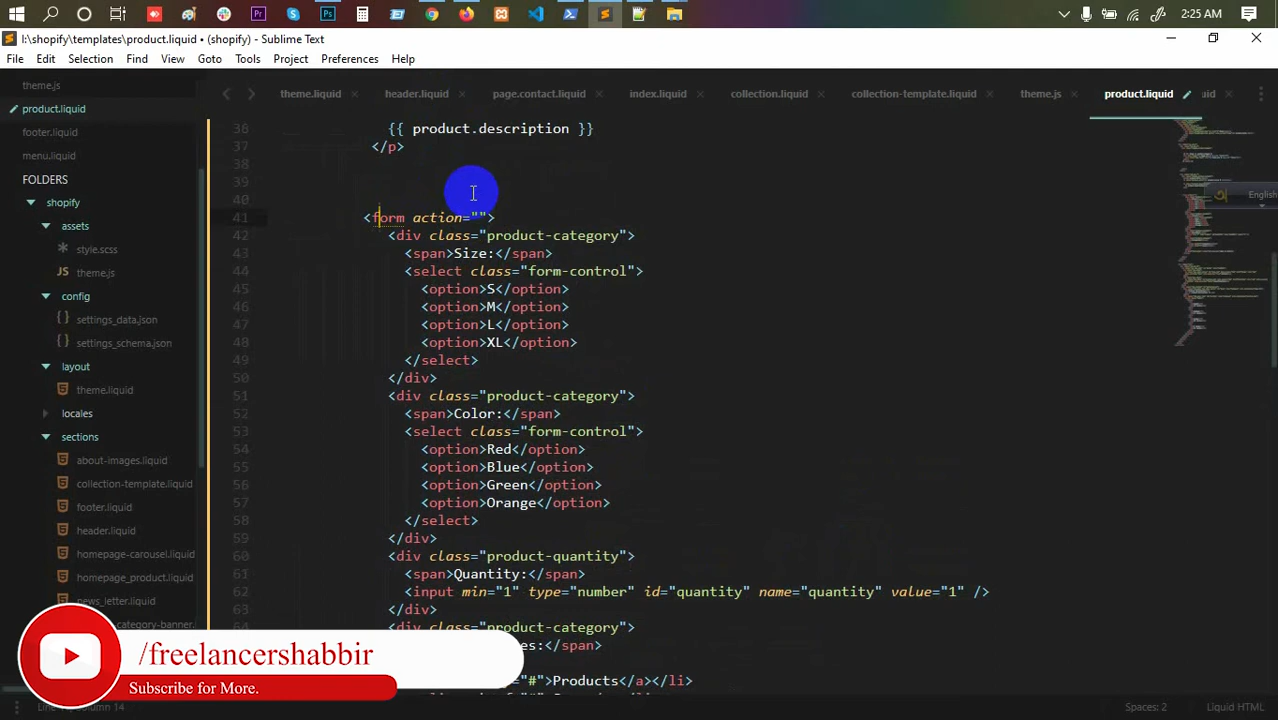 2:25 AM
I:\shopify\templates\product.liquid • (shopify) - Sublime Text
File Edit Selection Find View Goto Tools Project Preferences Help
theme.js
product.liquid
footer.liquid
menu.liquid
FOLDERS
shopify
assets
style.scss
theme.js
config
settings_data.json
settings_schema.json
layout
theme.liquid
locales
sections
about-images.liquid
collection-template.liquid
footer.liquid
header.liquid
homepage-carousel.liquid
homepage_product.liquid
news_letter.liquid
-category-banner.
theme.liquid header.liquid page.contact.liquid index.liquid collection.liquid collection-template.liquid theme.js product.liquid uid
36 {{ product.description }}
37 </p>
38
39
40
41 <form action="">
42 <div class="product-category">
43 <span>Size:</span>
44 <select class="form-control">
45 <option>S</option>
46 <option>M</option>
47 <option>L</option>
48 <option>XL</option>
49 </select>
50 </div>
51 <div class="product-category">
52 <span>Color:</span>
53 <select class="form-control">
54 <option>Red</option>
55 <option>Blue</option>
56 <option>Green</option>
57 <option>Orange</option>
58 </select>
59 </div>
60 <div class="product-quantity">
61 <span>Quantity:</span>
62 <input min="1" type="number" id="quantity" name="quantity" value="1" />
63 </div>
64 <div class="product-category">
es:</span>
="#">Products</a></li>
English
/freelancershabbir
Subscribe for More.
Column 14
Spaces: 2 Liquid HTML